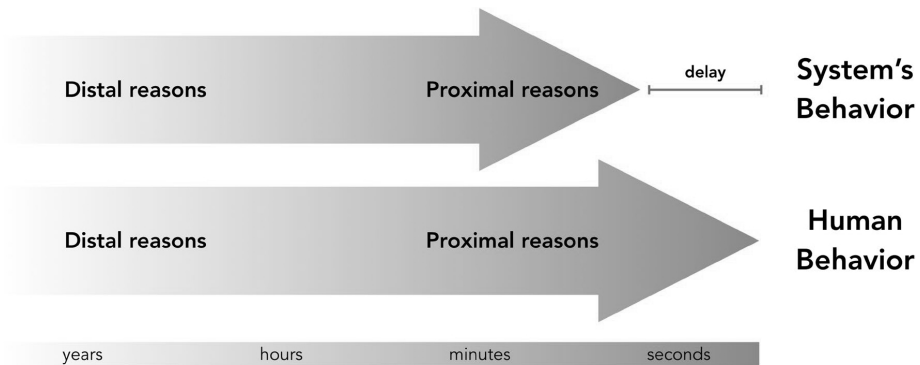 Distal reasons
Proximal reasons
delay
System's
Behavior
Distal reasons
Proximal reasons
Human
Behavior
years
hours
minutes
seconds